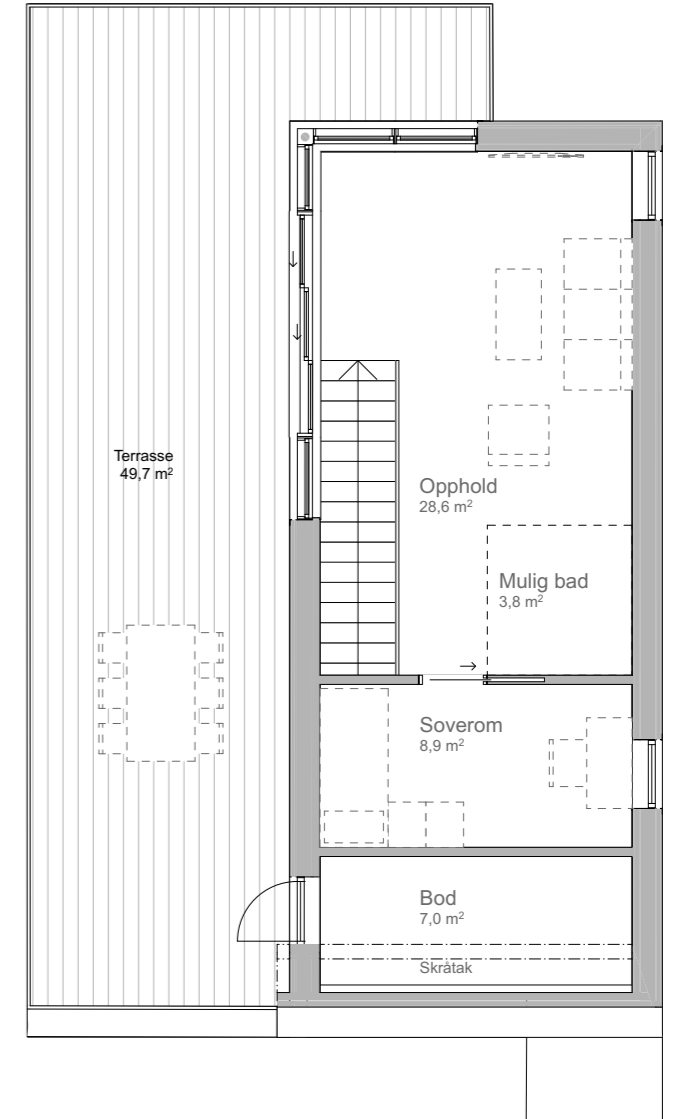 Terrasse
49,7 m²
Opphold
28,6 m²
Mulig bad
3,8 m²
Soverom
8,9 m²
Bod
7,0 m²
Skråtak